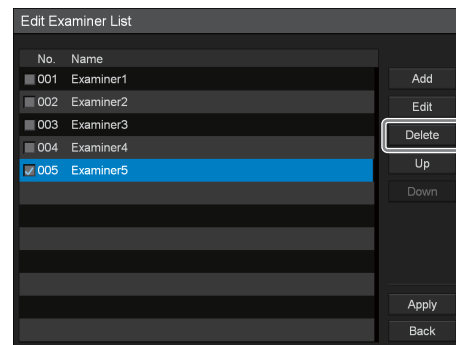 Edit Examiner List
No. Name
001 Examiner1
002 Examiner2
003 Examiner3
004 Examiner4
005 Examiner5
Add
Edit
Delete
Up
Down
Apply
Back